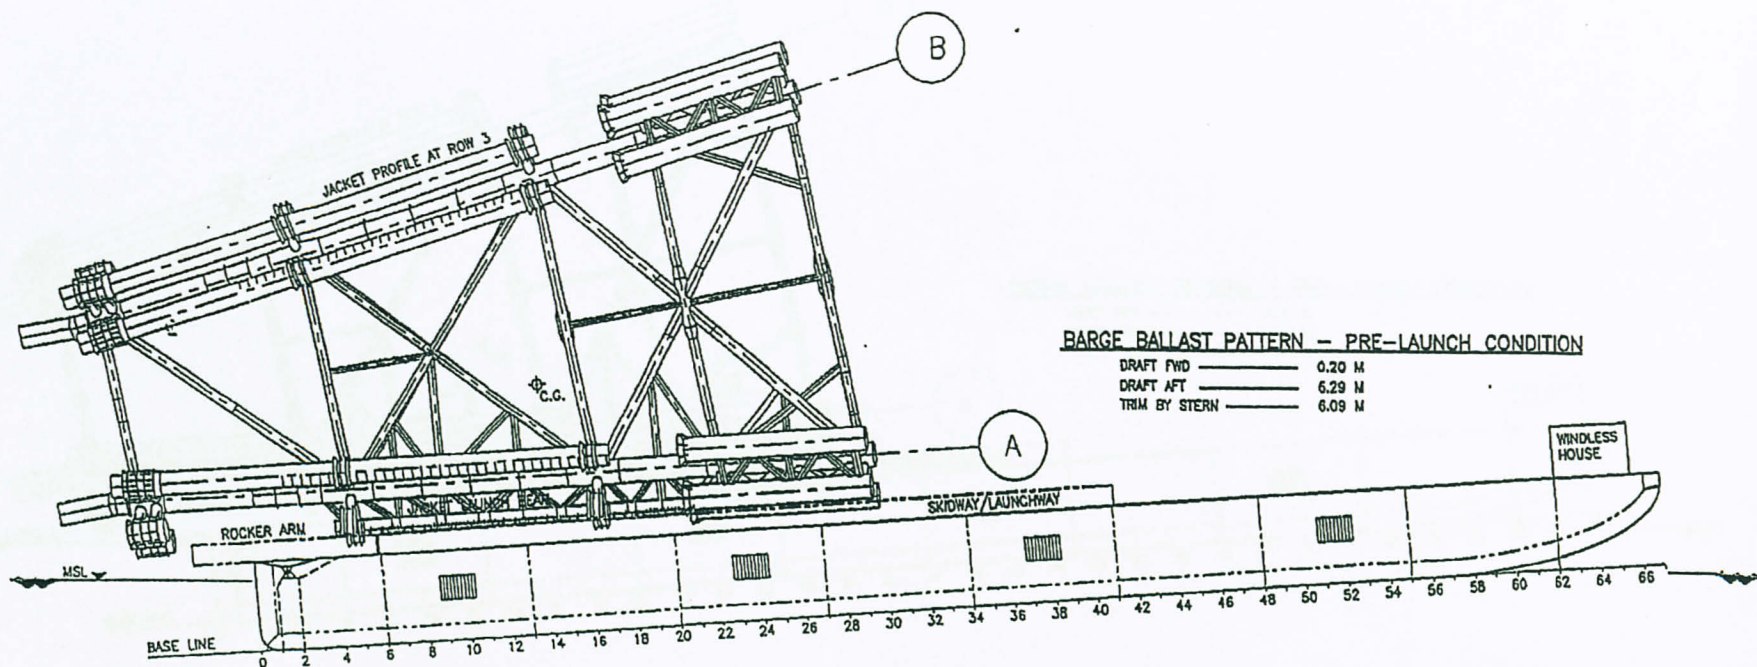 B
JACKET PROFILE AT ROW 3
C.G.
BARGE BALLAST PATTERN — PRE-LAUNCH CONDITION
DRAFT FWD 0.20 M
DRAFT AFT 6.29 M
TRIM BY STERN 6.09 M
A
WINDLESS
HOUSE
JACKET LAUNCH BEAM
SKIDWAY/LAUNCHWAY
ROCKER ARM
MSL
BASE LINE
0 2 4 6 8 10 12 14 16 18 20 22 24 26 28 30 32 34 36 38 40 42 44 46 48 50 52 54 56 58 60 62 64 66